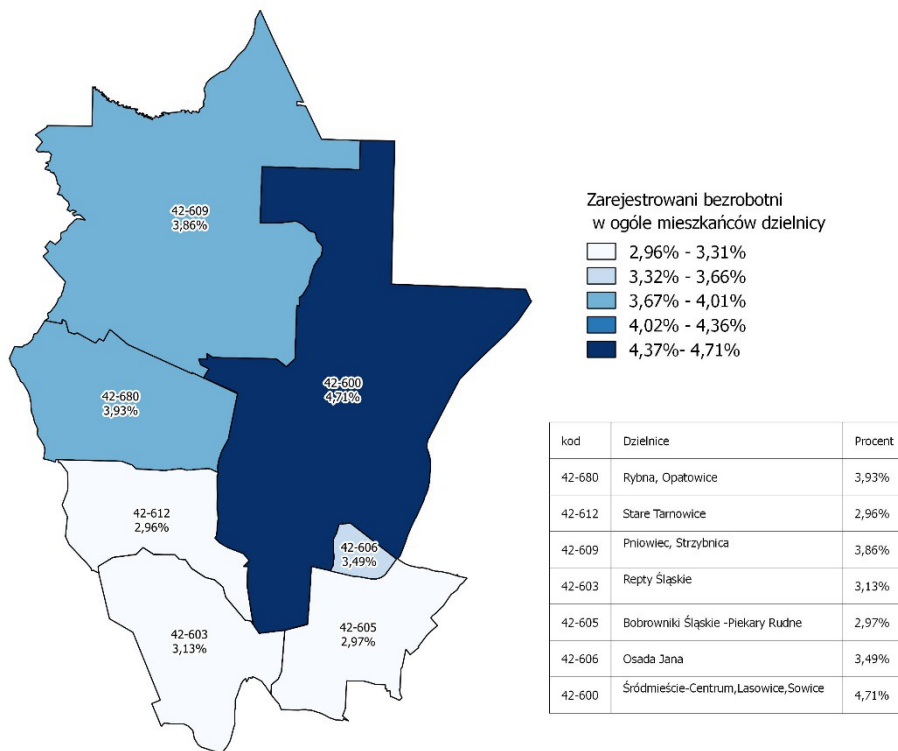 42-609
3,86%
42-680
3,93%
42-600
4,71%
42-612
2,96%
42-606
3,49%
42-603
3,13%
42-605
2,97%
Zarejestrowani bezrobotni
w ogóle mieszkańców dzielnicy
2,96% - 3,31%
3,32% - 3,66%
3,67% - 4,01%
4,02% - 4,36%
4,37%- 4,71%
kod Dzielnice Procent
42-680 Rybna, Opatowice 3,93%
42-612 Stare Tarnowice 2,96%
42-609 Pniowiec, Strzybnica 3,86%
42-603 Repty Śląskie 3,13%
42-605 Bobrowniki Śląskie -Piekary Rudne 2,97%
42-606 Osada Jana 3,49%
42-600 Śródmieście-Centrum,Lasowice,Sowice 4,71%